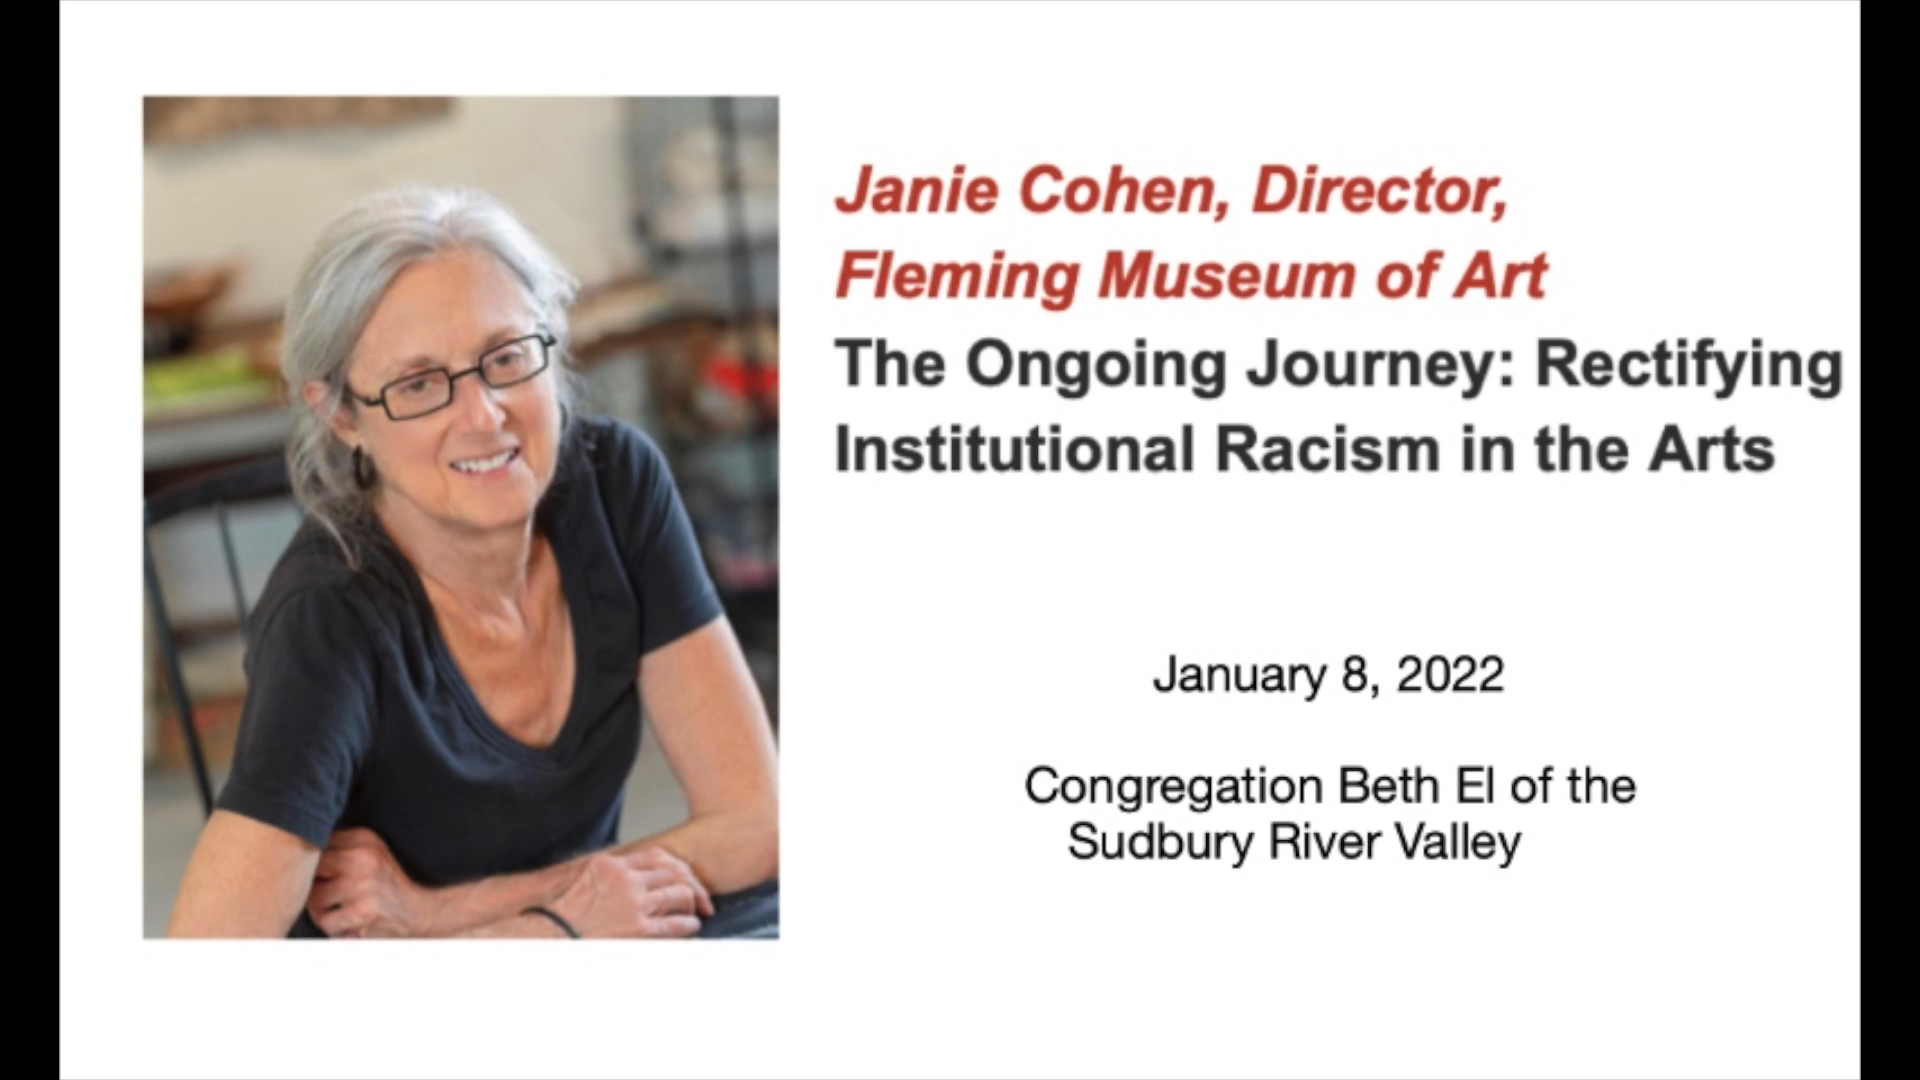 Janie Cohen, Director,
Fleming Museum of Art
The Ongoing Journey: Rectifying
Institutional Racism in the Arts
January 8, 2022
Congregation Beth El of the
Sudbury River Valley